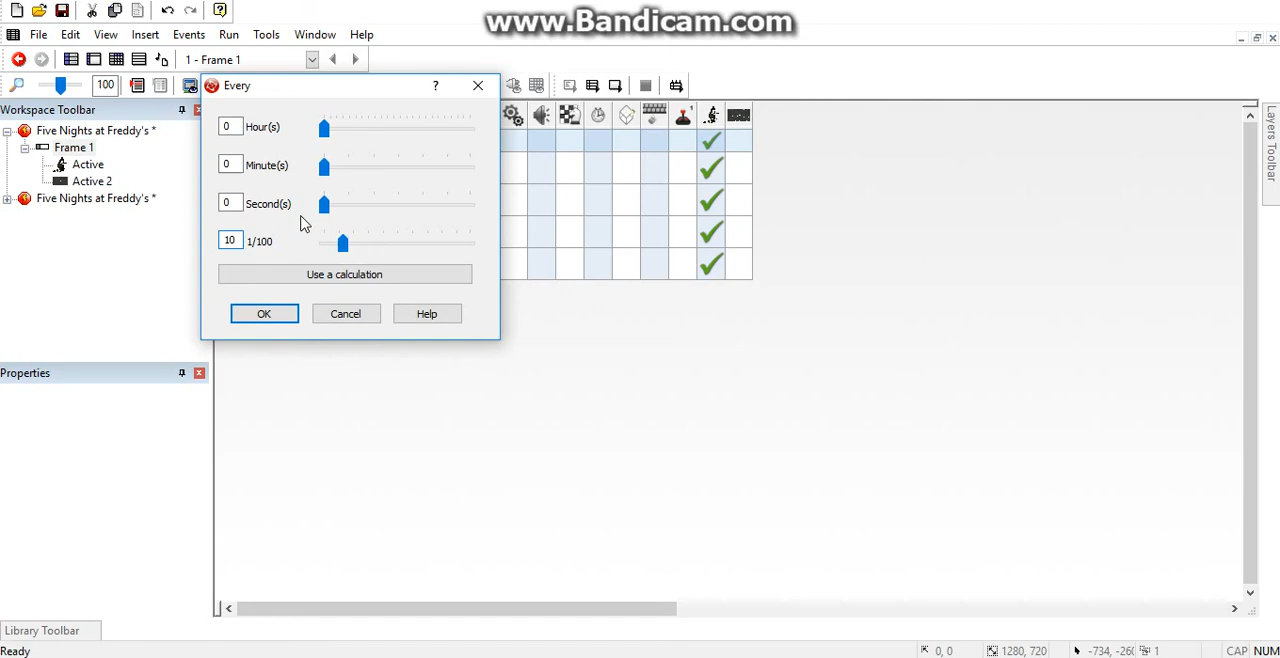 www.Bandicam.com
File Edit View Insert Events Run Tools Window Help
1 - Frame 1
100
Every
?
Workspace Toolbar
Five Nights at Freddy's *
Frame 1
Active
Active 2
Five Nights at Freddy's *
0 Hour(s)
0 Minute(s)
0 Second(s)
10 1/100
Use a calculation
OK Cancel Help
Layers Toolbar
Properties
Library Toolbar
Ready
0, 0
1280, 720
-734, -260
1
CAP
NUM